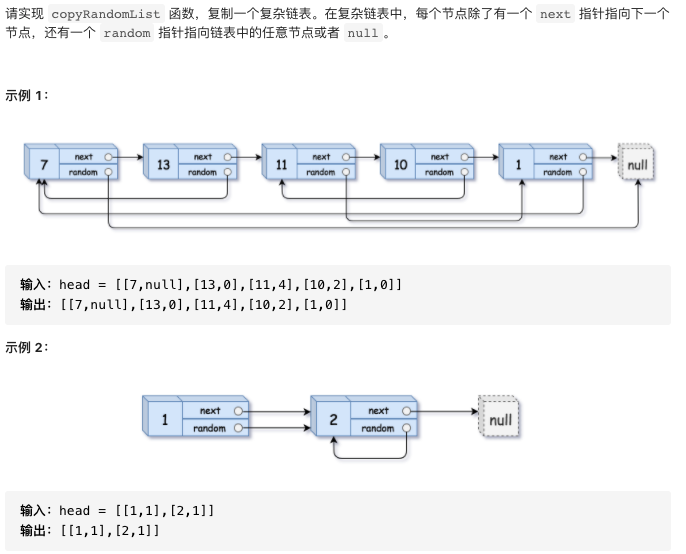 请实现 copyRandomList 函数，复制一个复杂链表。在复杂链表中，每个节点除了有一个 next 指针指向下一个
节点，还有一个 random 指针指向链表中的任意节点或者 null 。
示例 1：
7 next random 13 next random 11 next random 10 next random 1 next random null
输入：head = [[7,null],[13,0],[11,4],[10,2],[1,0]]
输出：[[7,null],[13,0],[11,4],[10,2],[1,0]]
示例 2：
1 next random 2 next random null
输入：head = [[1,1],[2,1]]
输出：[[1,1],[2,1]]